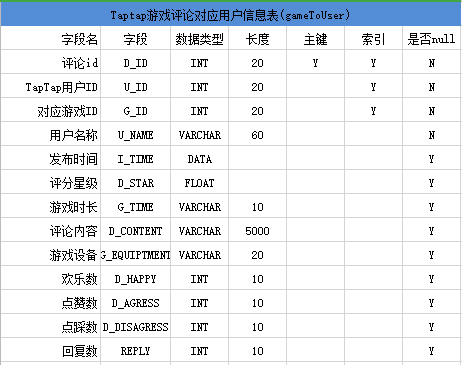 Taptap游戏评论对应用户信息表(gameToUser)
字段名 字段 数据类型 长度 主键 索引 是否null
评论id D_ID INT 20 Y Y N
TapTap用户ID U_ID INT 20 Y N
对应游戏ID G_ID INT 20 Y N
用户名称 U_NAME VARCHAR 60 N
发布时间 I_TIME DATA Y
评分星级 D_STAR FLOAT Y
游戏时长 G_TIME VARCHAR 10 Y
评论内容 D_CONTENT VARCHAR 5000 Y
游戏设备 G_EQUIPTMENT VARCHAR 20 Y
欢乐数 D_HAPPY INT 10 Y
点赞数 D_AGRESS INT 10 Y
点踩数 D_DISAGRESS INT 10 Y
回复数 REPLY INT 10 Y